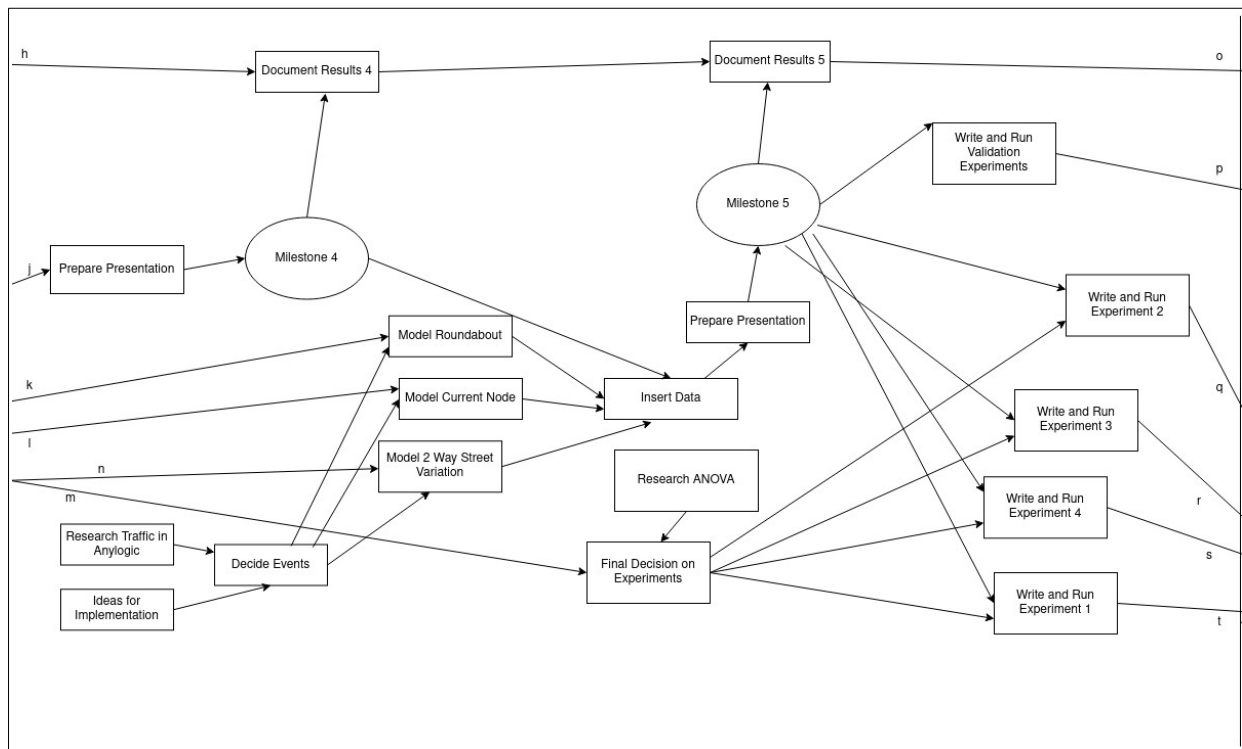 h
Document Results 4
Document Results 5
o
Write and Run
Validation
Experiments
p
Milestone 5
j
Prepare Presentation
Milestone 4
Write and Run
Experiment 2
Prepare Presentation
Model Roundabout
k
q
Model Current Node
Insert Data
Write and Run
Experiment 3
l
Model 2 Way Street
Variation
n
m
Research ANOVA
r
Write and Run
Experiment 4
s
Research Traffic in
Anylogic
Decide Events
Final Decision on
Experiments
Ideas for
Implementation
Write and Run
Experiment 1
t